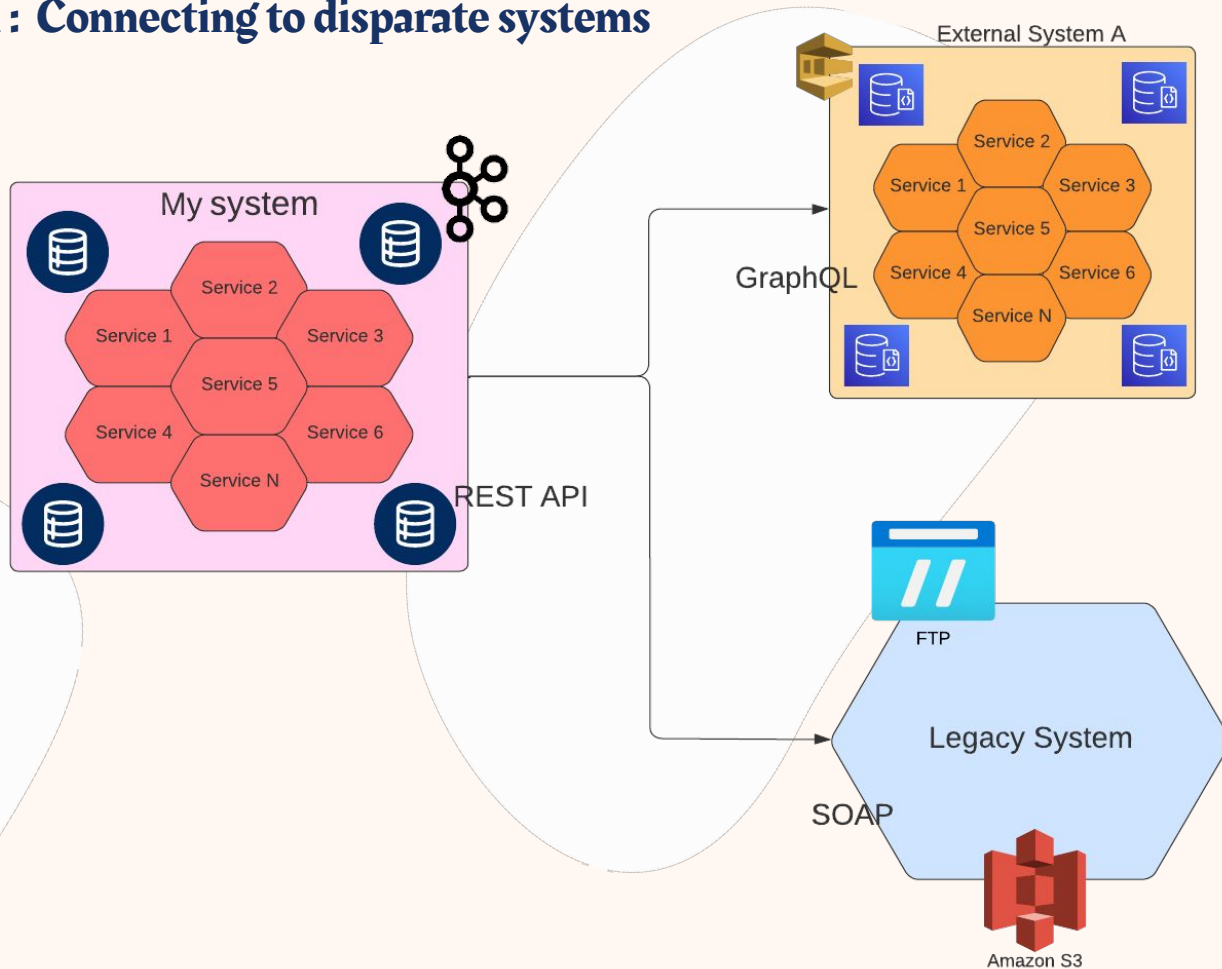 : Connecting to disparate systems
External System A
Service 2
Service 1
Service 3
Service 5
Service 4
Service 6
Service N
My system
Service 2
Service 1
Service 3
Service 5
Service 4
Service 6
Service N
GraphQL
REST API
FTP
Legacy System
SOAP
Amazon S3